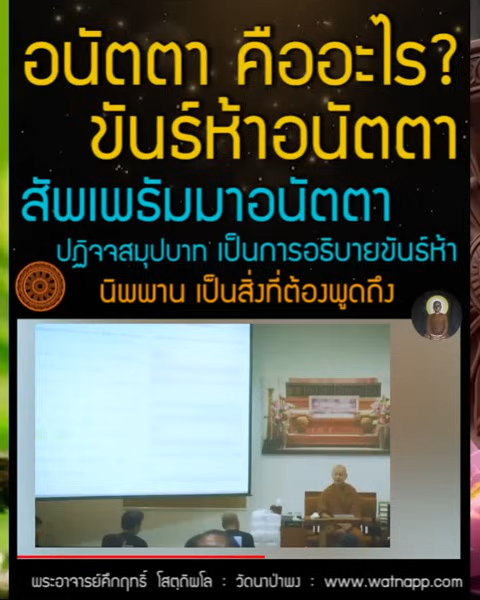 อนัตตา คืออะไร?
ขันธ์ห้าอนัตตา
สัพเพธัมมาอนัตตา
ปฏิจจสมุปบาท เป็นการอธิบายขันธ์ห้า
นิพพาน เป็นสิ่งที่ต้องพูดถึง
พระอาจารย์คึกฤทธิ์ โสตฺถิผโล : วัดนาป่าพง : www.watnapp.com